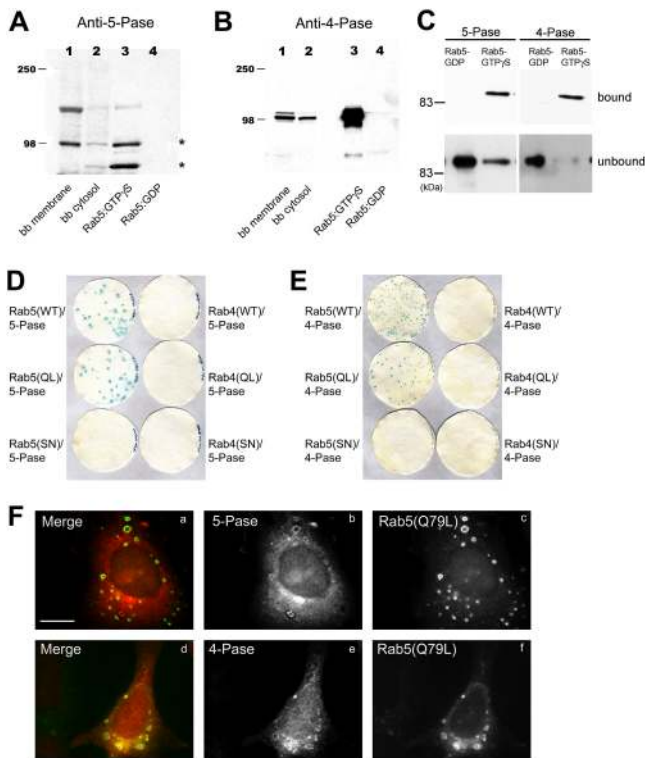 A
Anti-5-Pase
1 2 3 4
250
98
*
*
bb membrane
bb cytosol
Rab5:GTPγS
Rab5:GDP
B
Anti-4-Pase
1 2 3 4
250
98
bb membrane
bb cytosol
Rab5:GTPγS
Rab5:GDP
C
5-Pase 4-Pase
Rab5- Rab5- Rab5- Rab5-
GDP GTPγS GDP GTPγS
83
bound
83
unbound
(kDa)
D
Rab5(WT)/ Rab4(WT)/
5-Pase 5-Pase
Rab5(QL)/ Rab4(QL)/
5-Pase 5-Pase
Rab5(SN)/ Rab4(SN)/
5-Pase 5-Pase
E
Rab5(WT)/ Rab4(WT)/
4-Pase 4-Pase
Rab5(QL)/ Rab4(QL)/
4-Pase 4-Pase
Rab5(SN)/ Rab4(SN)/
4-Pase 4-Pase
F
Merge a
5-Pase b
Rab5(Q79L) c
Merge d
4-Pase e
Rab5(Q79L) f